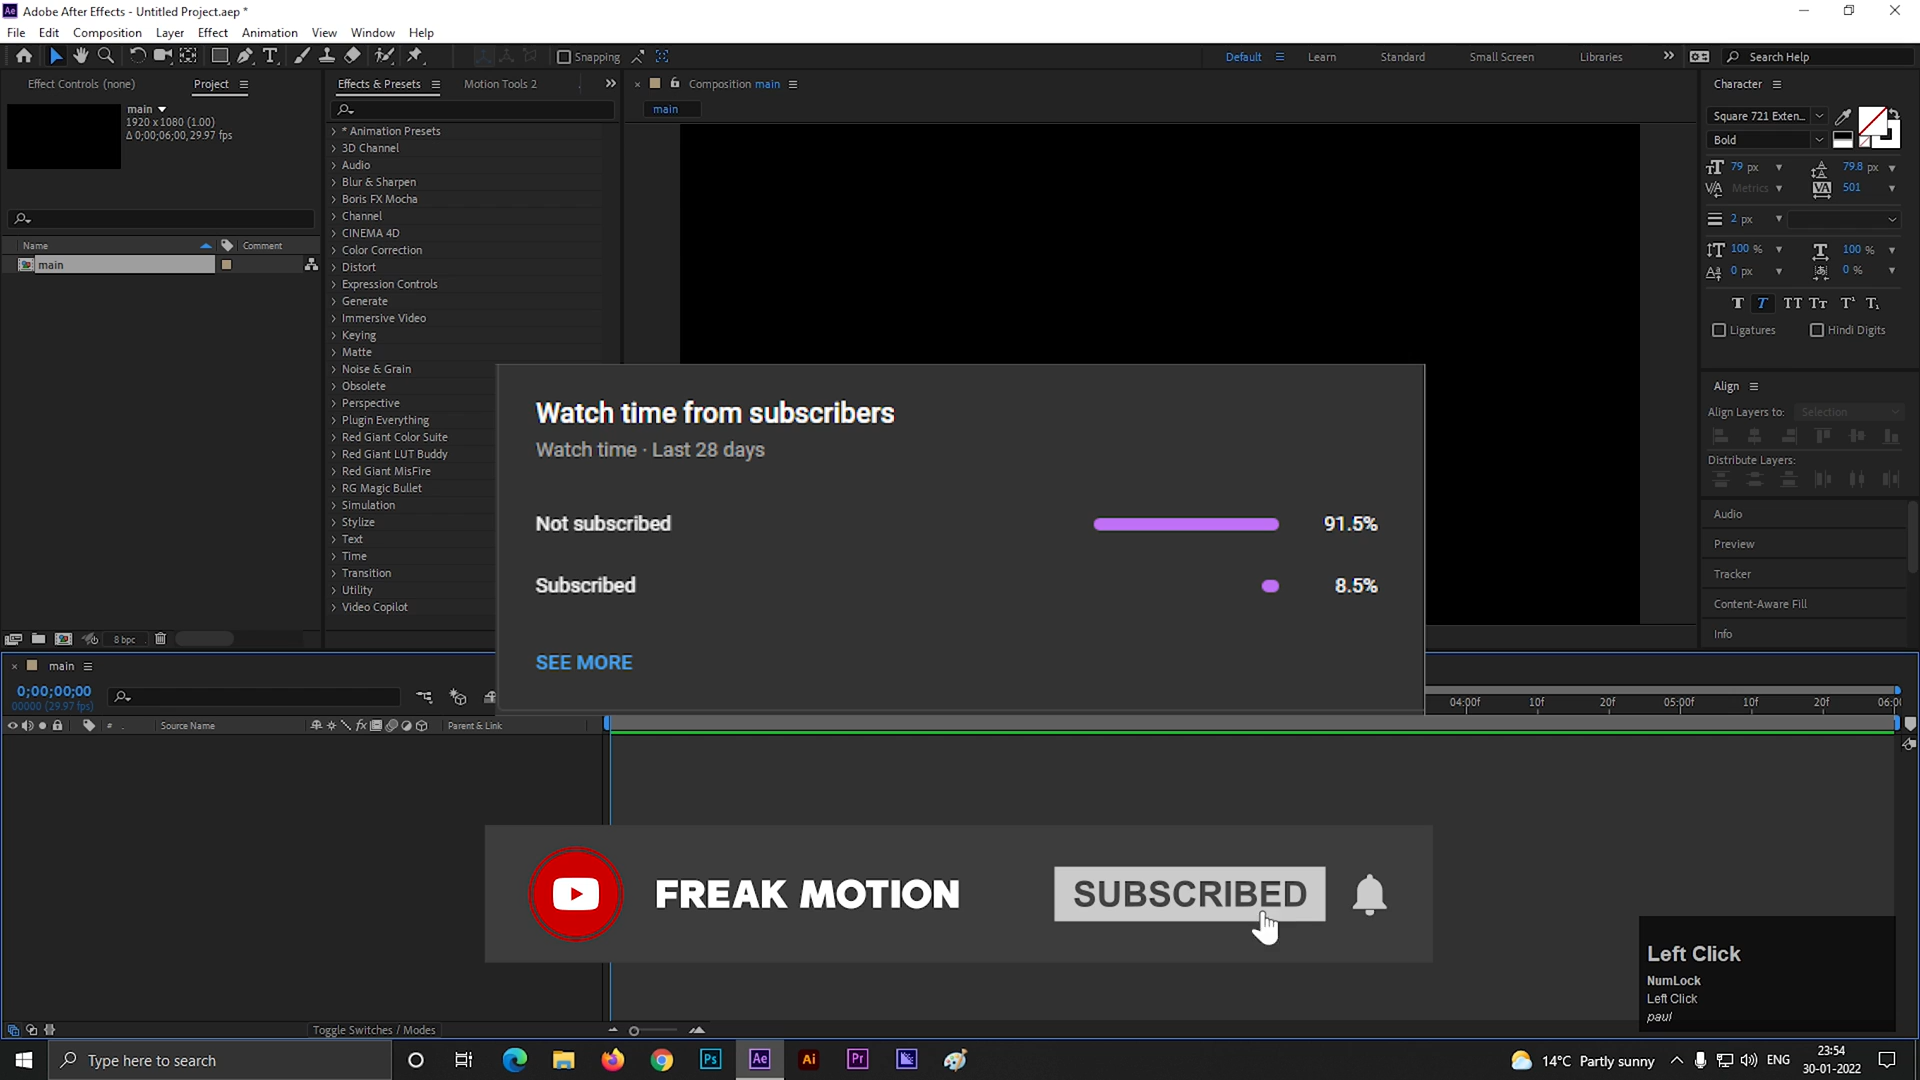 Adobe After Effects - Untitled Project.aep *
File Edit Composition Layer Effect Animation View Window Help
Snapping
Default Learn Standard Small Screen Libraries
Search Help
Effect Controls (none) Project
main
1920 x 1080 (1.00)
Δ 0;00;06;00, 29.97 fps
Name Comment
main
8 bpc
Effects & Presets Motion Tools 2
* Animation Presets
3D Channel
Audio
Blur & Sharpen
Boris FX Mocha
Channel
CINEMA 4D
Color Correction
Distort
Expression Controls
Generate
Immersive Video
Keying
Matte
Noise & Grain
Obsolete
Perspective
Plugin Everything
Red Giant Color Suite
Red Giant LUT Buddy
Red Giant MisFire
RG Magic Bullet
Simulation
Stylize
Text
Time
Transition
Utility
Video Copilot
Composition main
main
Character
Square 721 Exten...
Bold
79 px 79.8 px
Metrics 501
2 px
100 % 100 %
0 px 0 %
Ligatures Hindi Digits
Align
Align Layers to: Selection
Distribute Layers:
Audio
Preview
Tracker
Content-Aware Fill
Info
Watch time from subscribers
Watch time · Last 28 days
Not subscribed 91.5%
Subscribed 8.5%
SEE MORE
main
0;00;00;00
00000 (29.97 fps)
# Source Name Parent & Link
04:00f 10f 20f 05:00f 10f 20f 06:0
FREAK MOTION SUBSCRIBED
Left Click
NumLock
Left Click
paul
Toggle Switches / Modes
Type here to search
Ps Ae Ai Pr
14°C Partly sunny ENG
23:54
30-01-2022